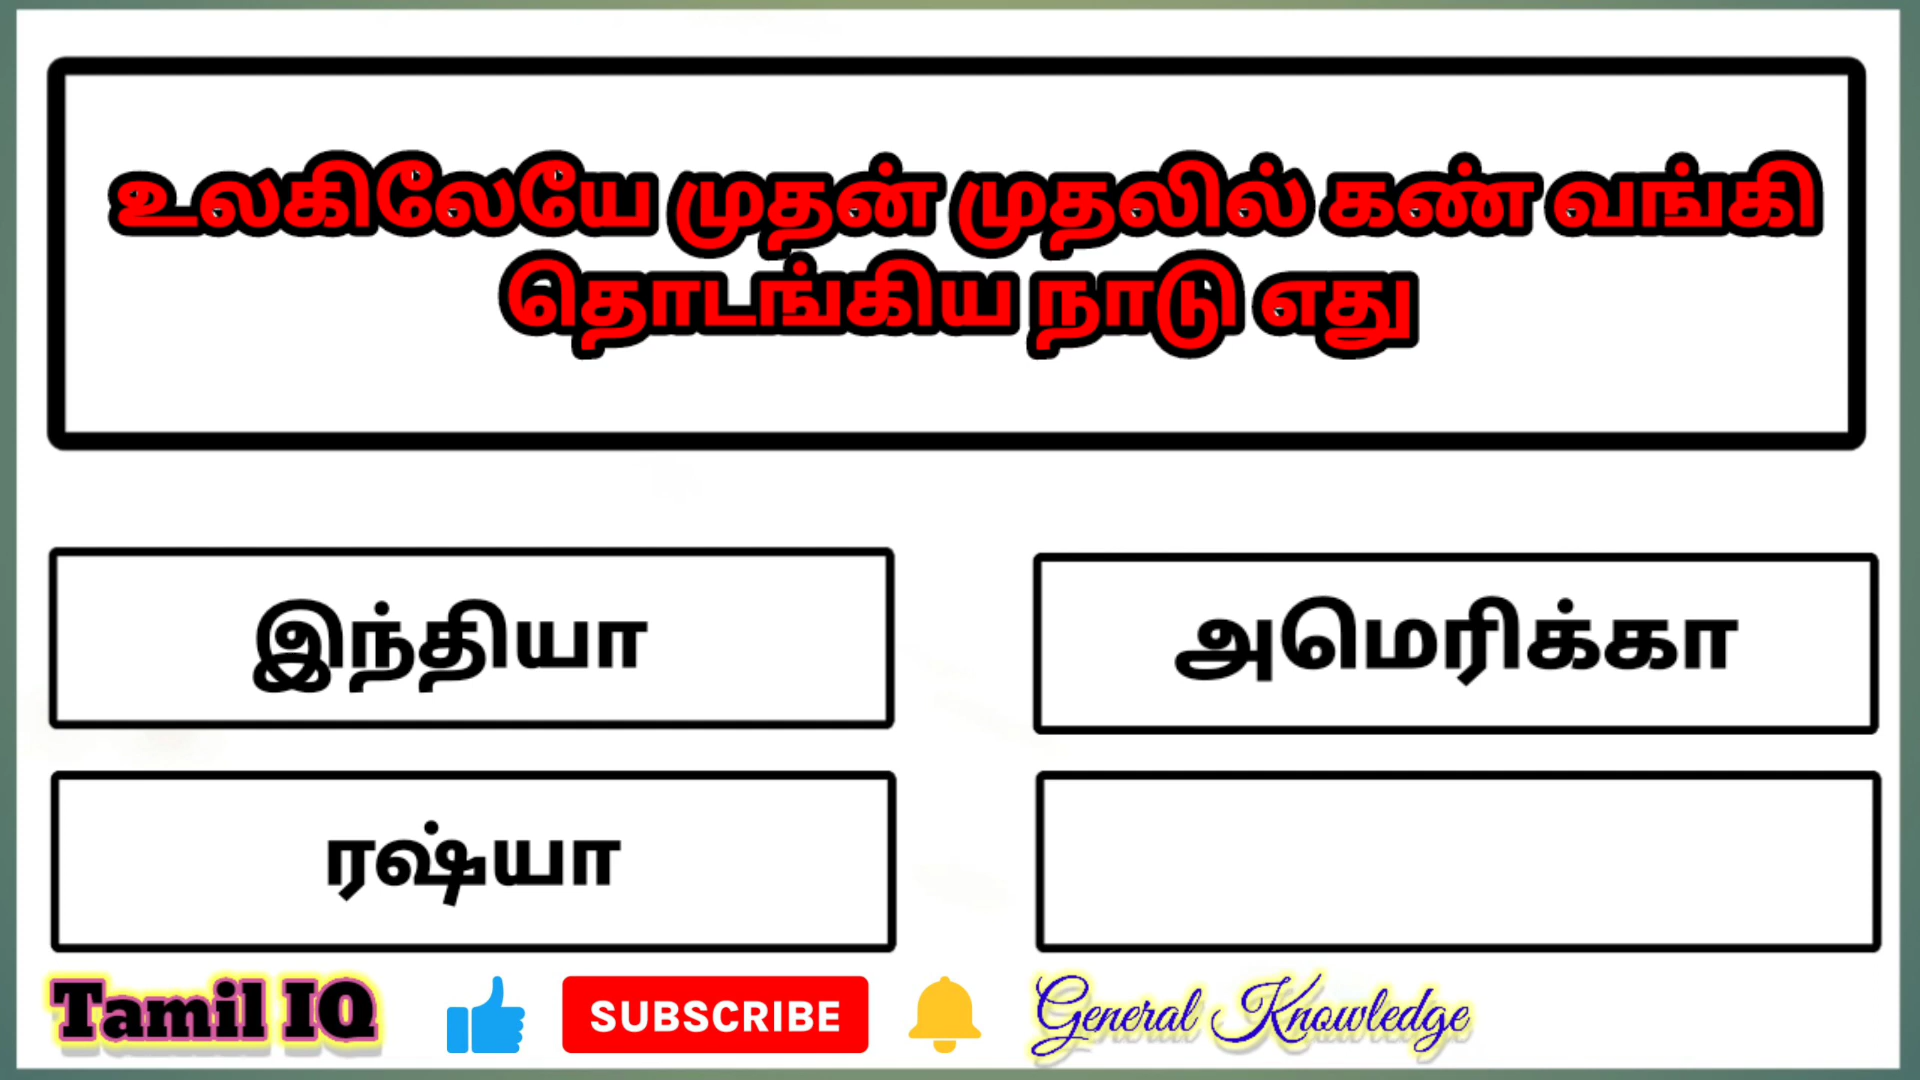 உலகிலேயே முதன் முதலில் கண் வங்கி
தொடங்கிய நாடு எது
இந்தியா
அமெரிக்கா
ரஷ்யா
Tamil IQ
SUBSCRIBE
General Knowledge